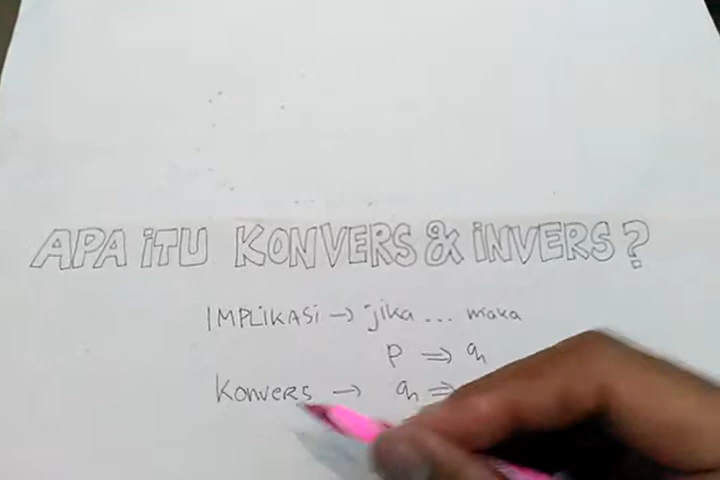 APA iTU KONVERS & iNVERS ?
IMPLiKASi → jika ... maka
P ⇒ q
Konvers → q ⇒